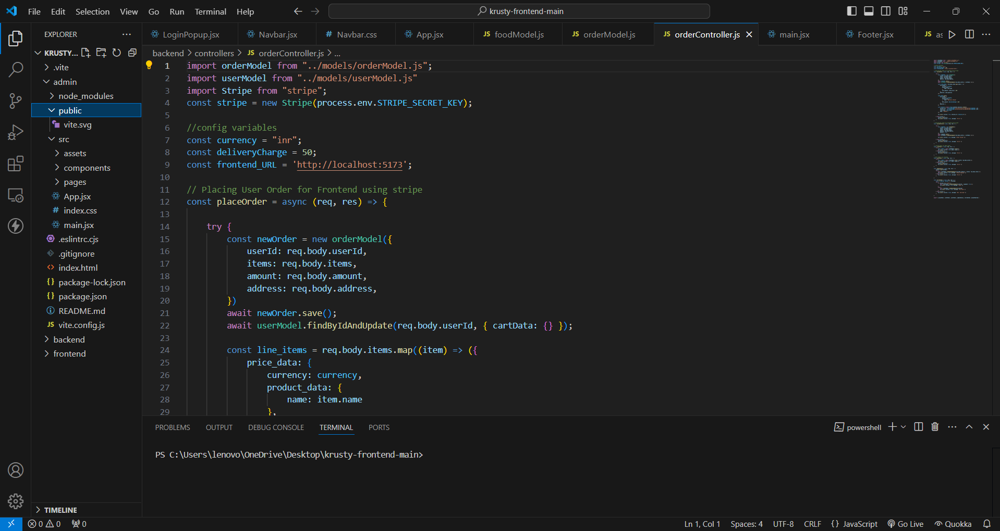 File Edit Selection View Go Run Terminal Help
krusty-frontend-main
EXPLORER
KRUSTY...
.vite
admin
node_modules
public
vite.svg
src
assets
components
pages
App.jsx
index.css
main.jsx
.eslintrc.cjs
.gitignore
index.html
package-lock.json
package.json
README.md
vite.config.js
backend
frontend
TIMELINE
LoginPopup.jsx Navbar.jsx # Navbar.css App.jsx JS foodModel.js JS orderModel.js JS orderController.js main.jsx Footer.jsx JS as
backend > controllers > JS orderController.js > ...
1 import orderModel from "../models/orderModel.js";
2 import userModel from "../models/userModel.js"
3 import Stripe from "stripe";
4 const stripe = new Stripe(process.env.STRIPE_SECRET_KEY);
5
6 //config variables
7 const currency = "inr";
8 const deliveryCharge = 50;
9 const frontend_URL = 'http://localhost:5173';
10
11 // Placing User Order for Frontend using stripe
12 const placeOrder = async (req, res) => {
13
14 try {
15 const newOrder = new orderModel({
16 userId: req.body.userId,
17 items: req.body.items,
18 amount: req.body.amount,
19 address: req.body.address,
20 })
21 await newOrder.save();
22 await userModel.findByIdAndUpdate(req.body.userId, { cartData: {} });
23
24 const line_items = req.body.items.map((item) => ({
25 price_data: {
26 currency: currency,
27 product_data: {
28 name: item.name
29 },
PROBLEMS OUTPUT DEBUG CONSOLE TERMINAL PORTS
powershell
PS C:\Users\lenovo\OneDrive\Desktop\krusty-frontend-main>
0 0 0
Ln 1, Col 1 Spaces: 4 UTF-8 CRLF {} JavaScript Go Live Quokka